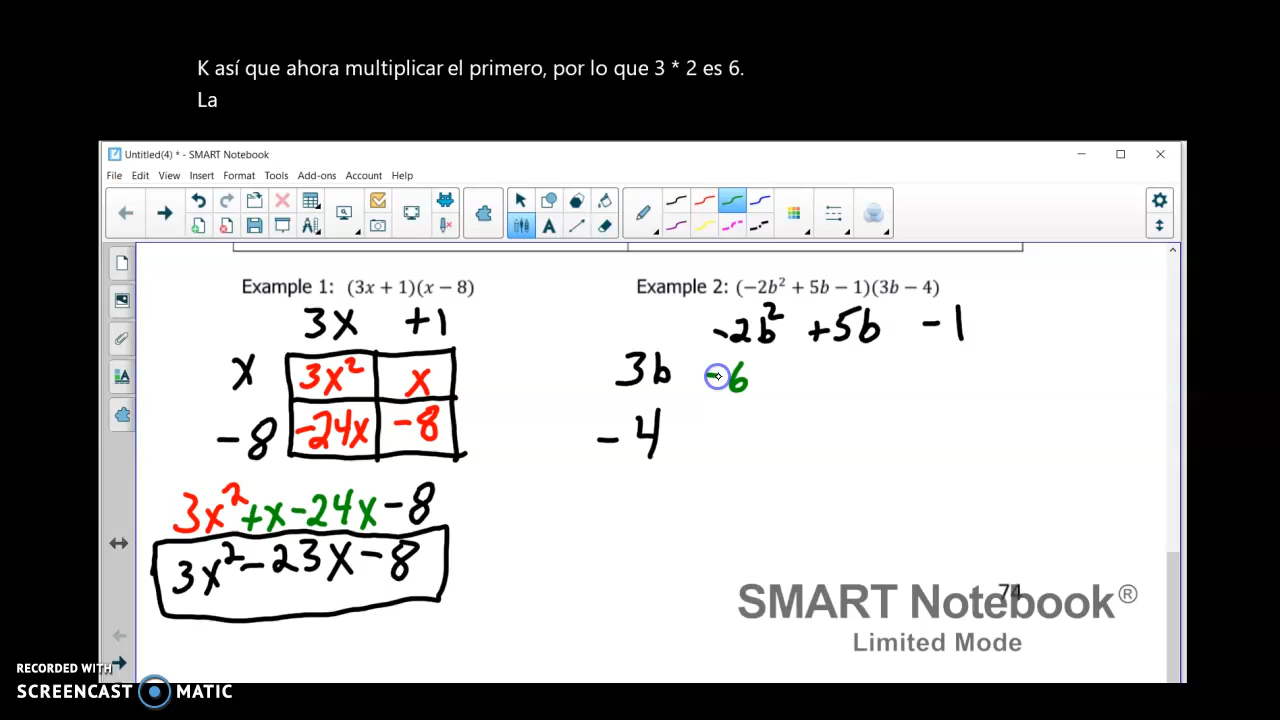 K así que ahora multiplicar el primero, por lo que 3 * 2 es 6.
La
Untitled(4) * - SMART Notebook
File Edit View Insert Format Tools Add-ons Account Help
Example 1: (3x + 1)(x − 8)
3x +1
x 3x² x
-8 -24x -8
3x²+x-24x-8
3x²-23x-8
Example 2: (−2b² + 5b − 1)(3b − 4)
-2b² +5b -1
3b -6
-4
74
SMART Notebook®
Limited Mode
RECORDED WITH
SCREENCAST MATIC